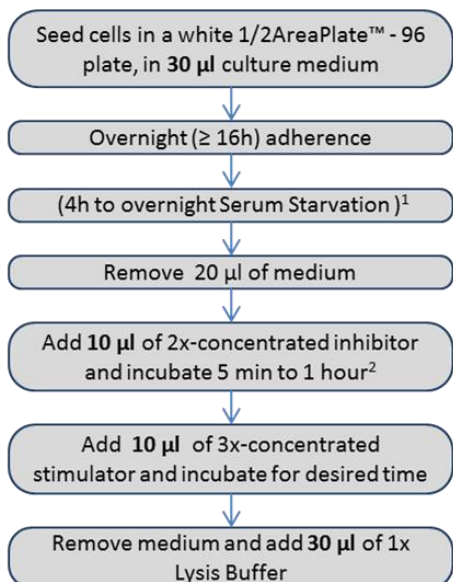 Seed cells in a white 1/2AreaPlate™ - 96
plate, in 30 µl culture medium
Overnight (≥ 16h) adherence
(4h to overnight Serum Starvation )¹
Remove  20 µl of medium
Add 10 µl of 2x-concentrated inhibitor
and incubate 5 min to 1 hour²
Add  10 µl  of 3x-concentrated
stimulator and incubate for desired time
Remove medium and add 30 µl of 1x
Lysis Buffer